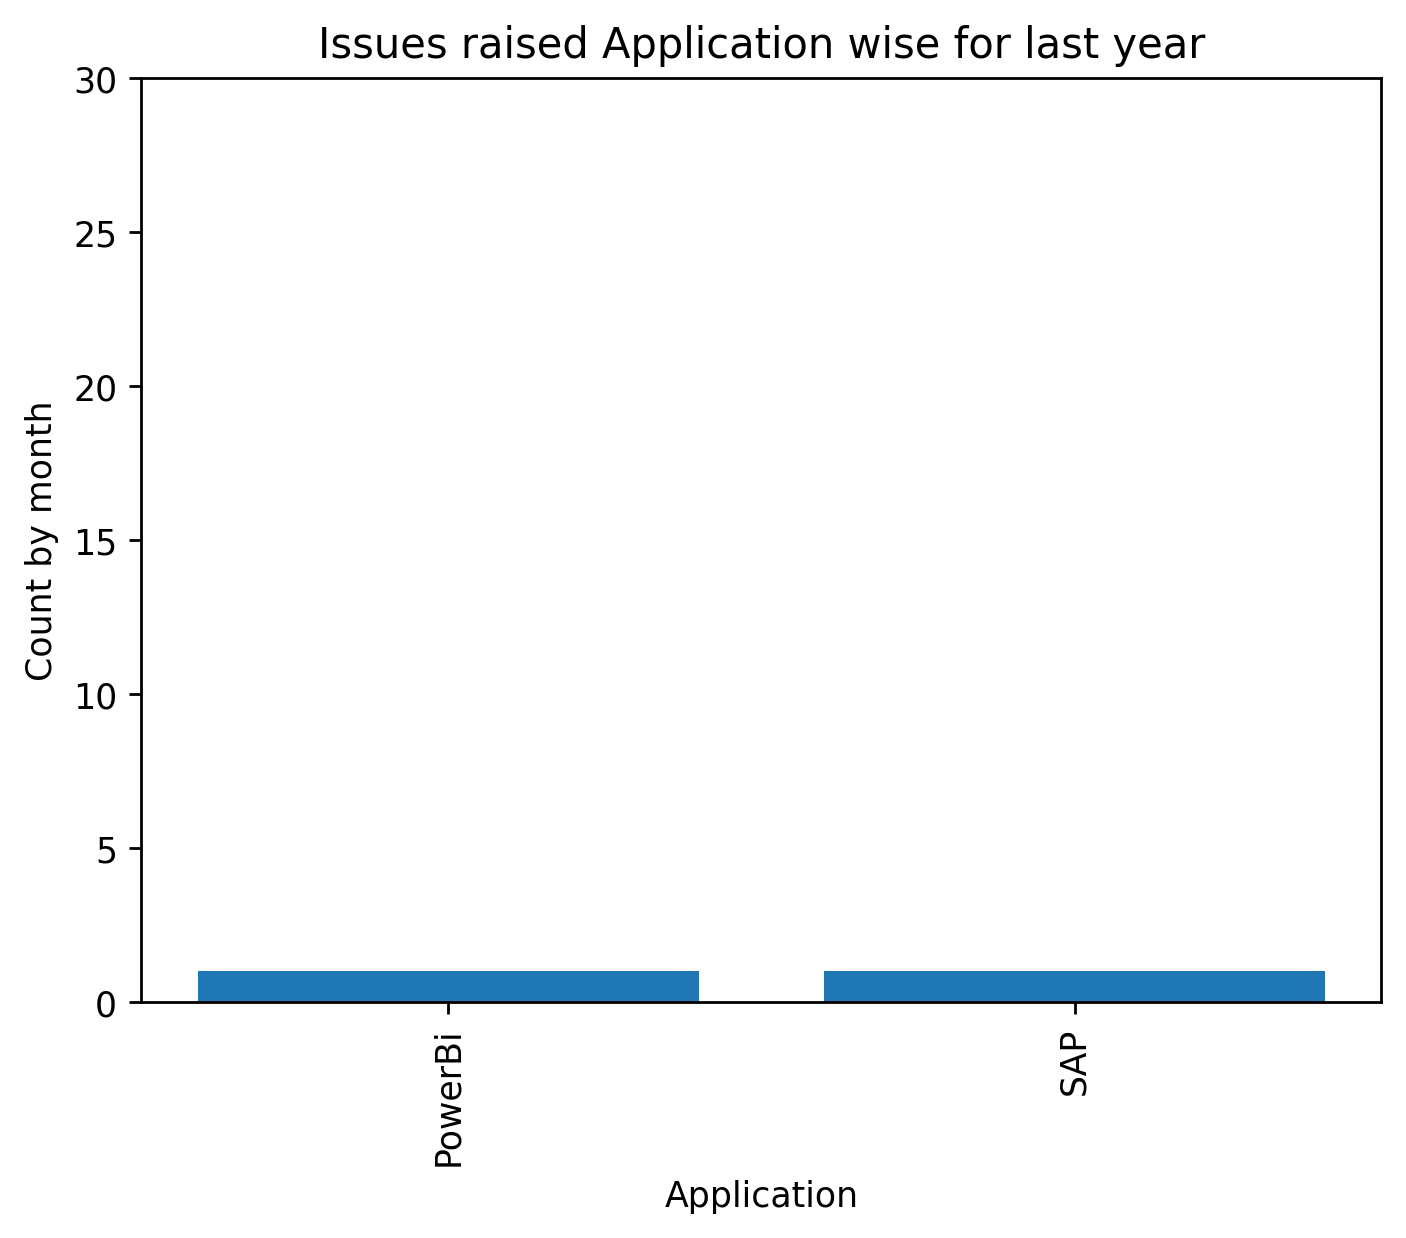 Issues raised Application wise for last year
30
25
20
15
10
5
0
Count by month
PowerBi
SAP
Application